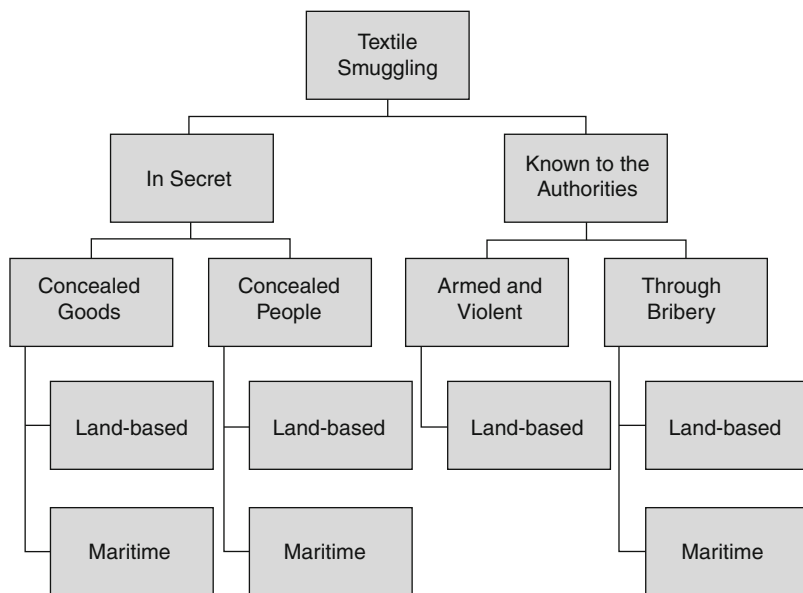 Textile
Smuggling
In Secret
Known to the
Authorities
Concealed
Goods
Concealed
People
Armed and
Violent
Through
Bribery
Land-based
Land-based
Land-based
Land-based
Maritime
Maritime
Maritime